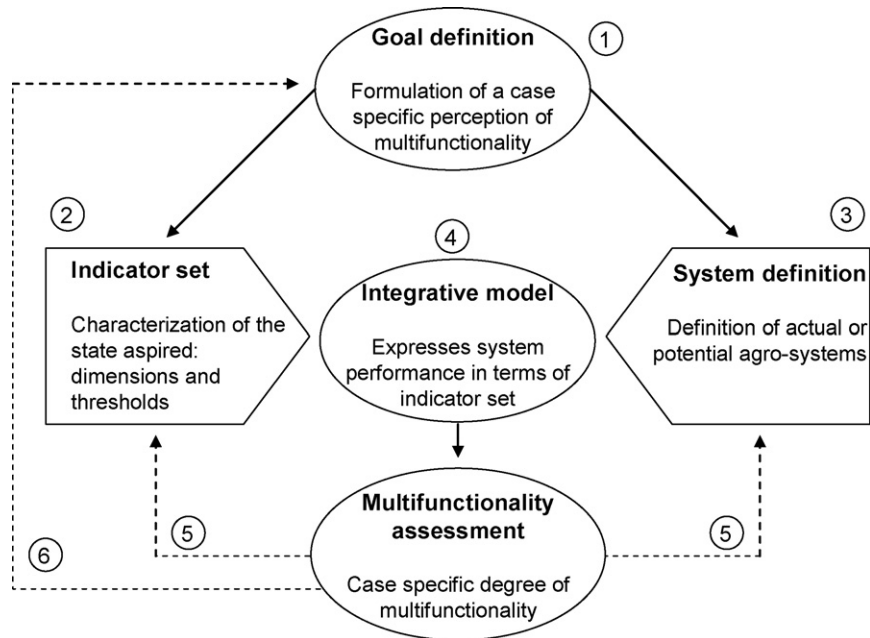 Goal definition
1
Formulation of a case
specific perception of
multifunctionality
2
Indicator set
Characterization of the
state aspired:
dimensions and
thresholds
4
Integrative model
Expresses system
performance in terms of
indicator set
3
System definition
Definition of actual or
potential agro-systems
5
Multifunctionality
assessment
Case specific degree of
multifunctionality
5
6